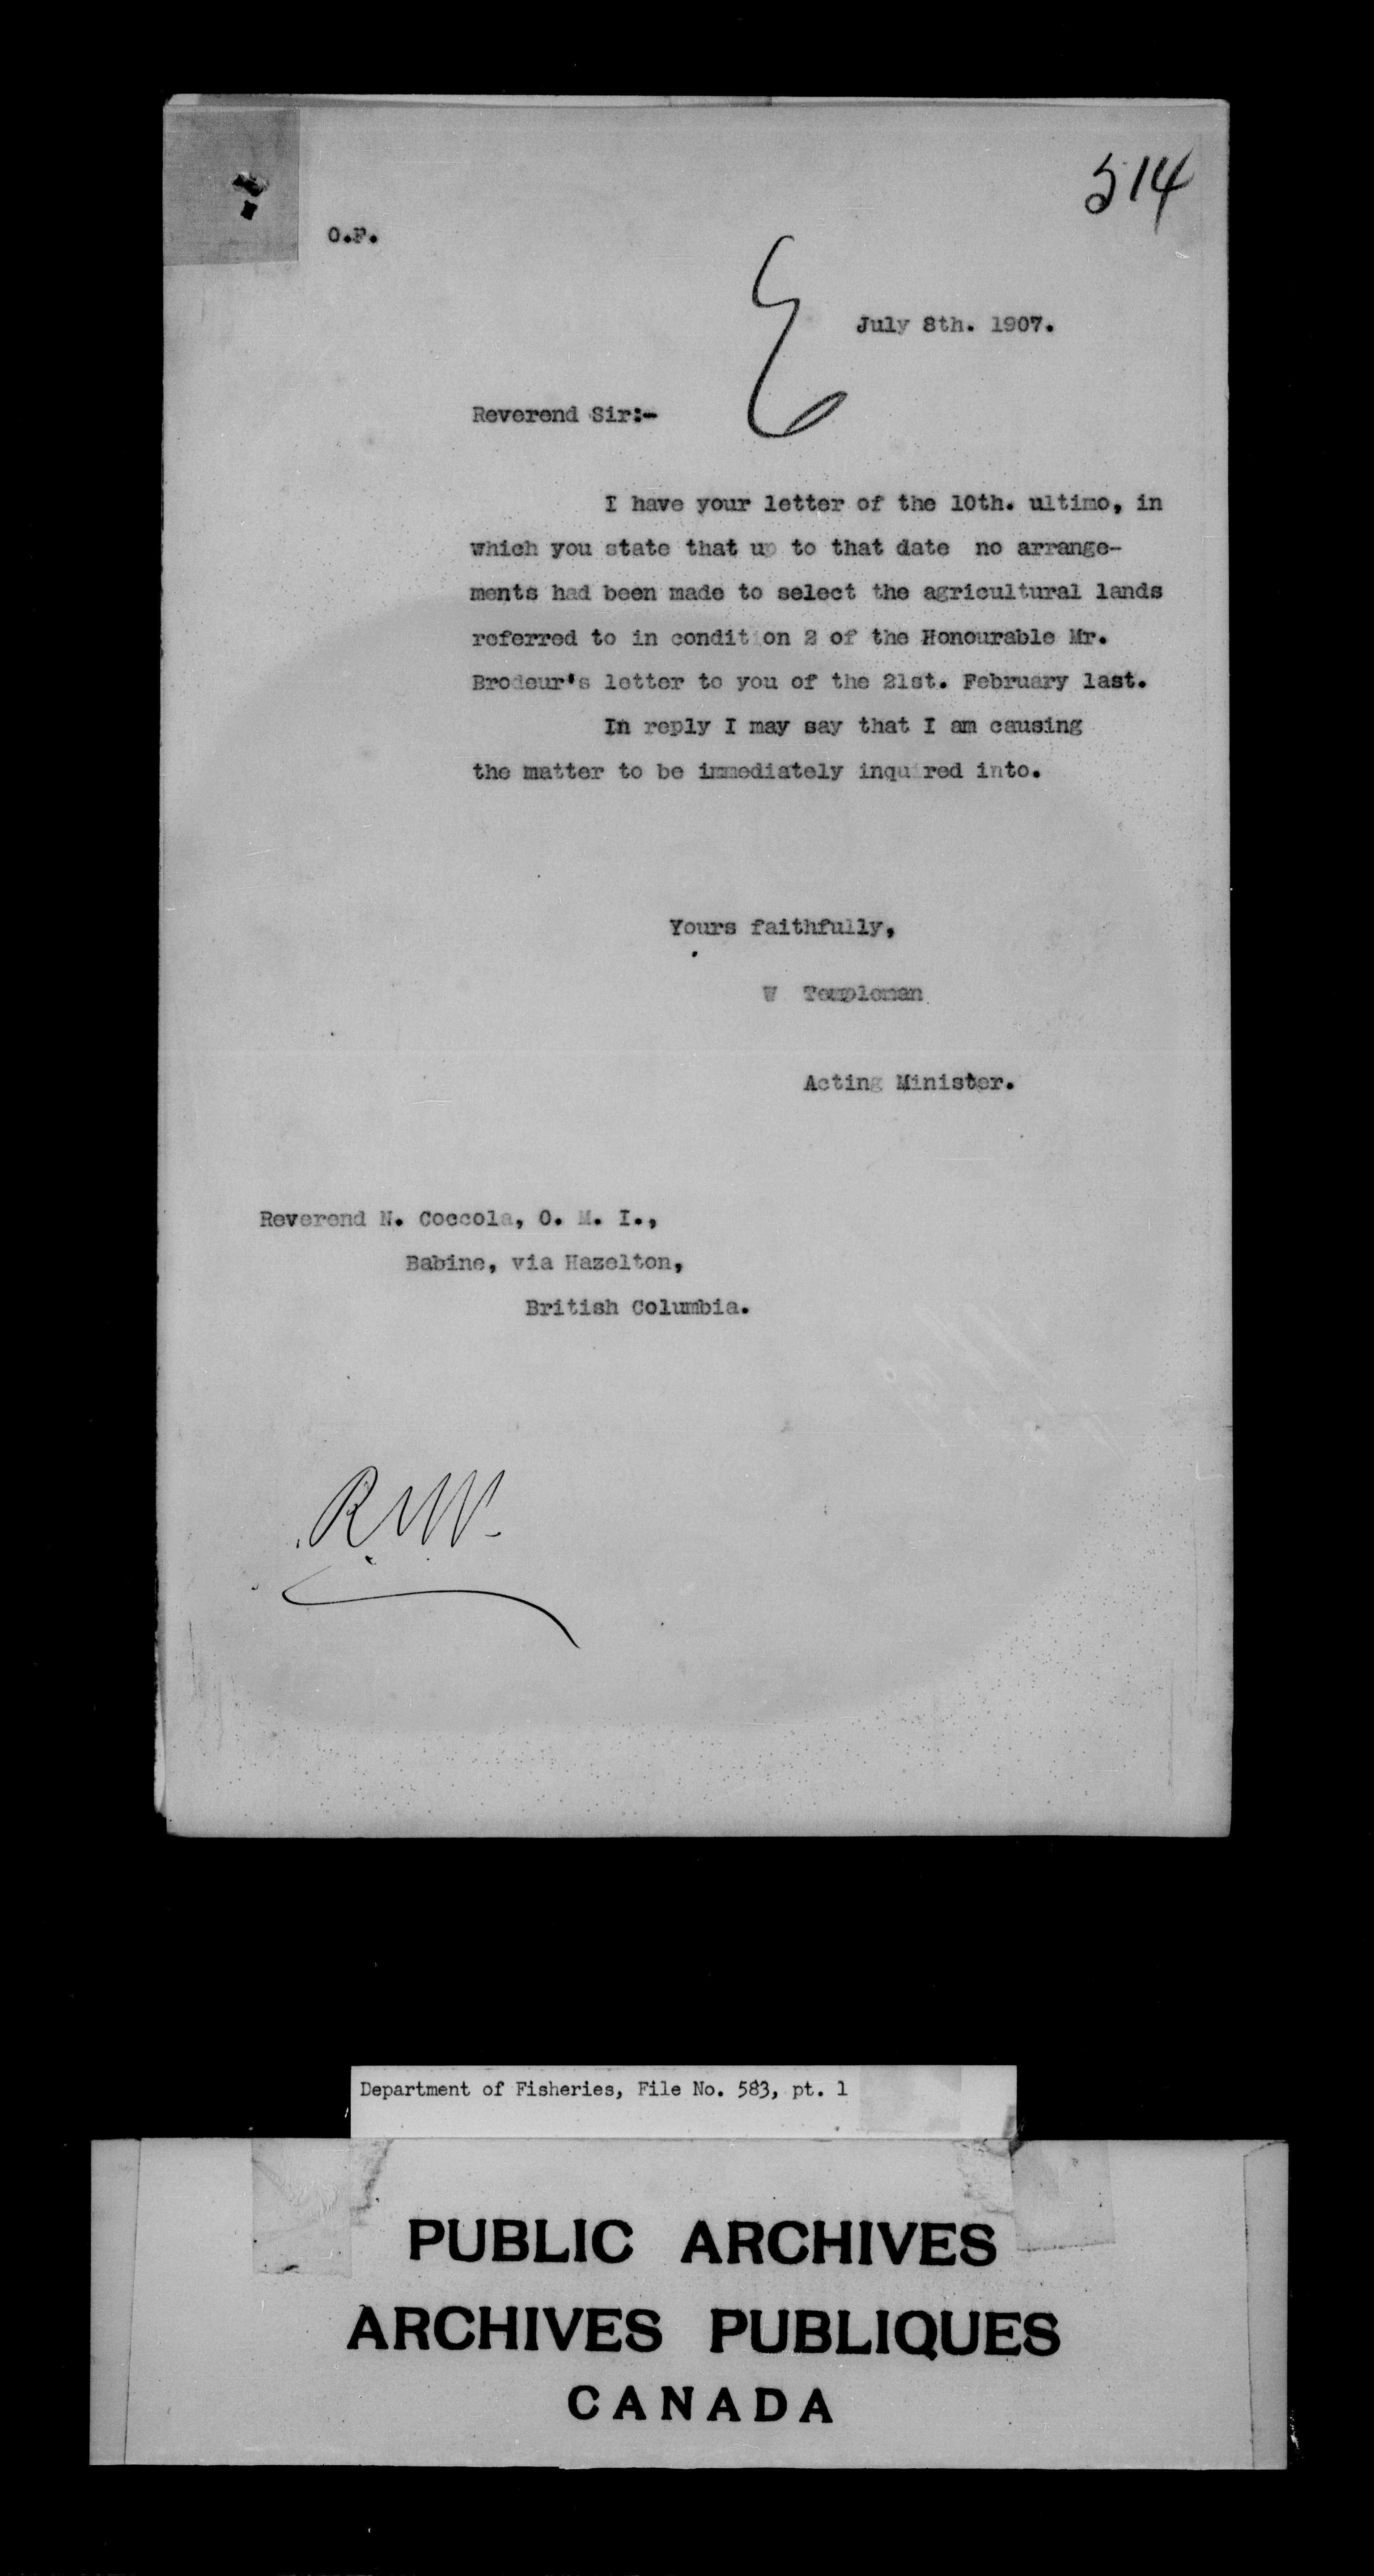 514
O.F.
July 8th. 1907.
Reverend Sir:-
I have your letter of the 10th. ultimo, in
which you state that up to that date no arrange-
ments had been made to select the agricultural lands
referred to in condition 2 of the Honourable Mr.
Brodeur's letter to you of the 21st. February last.
In reply I may say that I am causing
the matter to be immediately inquired into.
Yours faithfully,
W Templeman
Acting Minister.
Reverend N. Coccola, O. M. I.,
Babine, via Hazelton,
British Columbia.
Department of Fisheries, File No. 583, pt. 1
PUBLIC ARCHIVES
ARCHIVES PUBLIQUES
CANADA